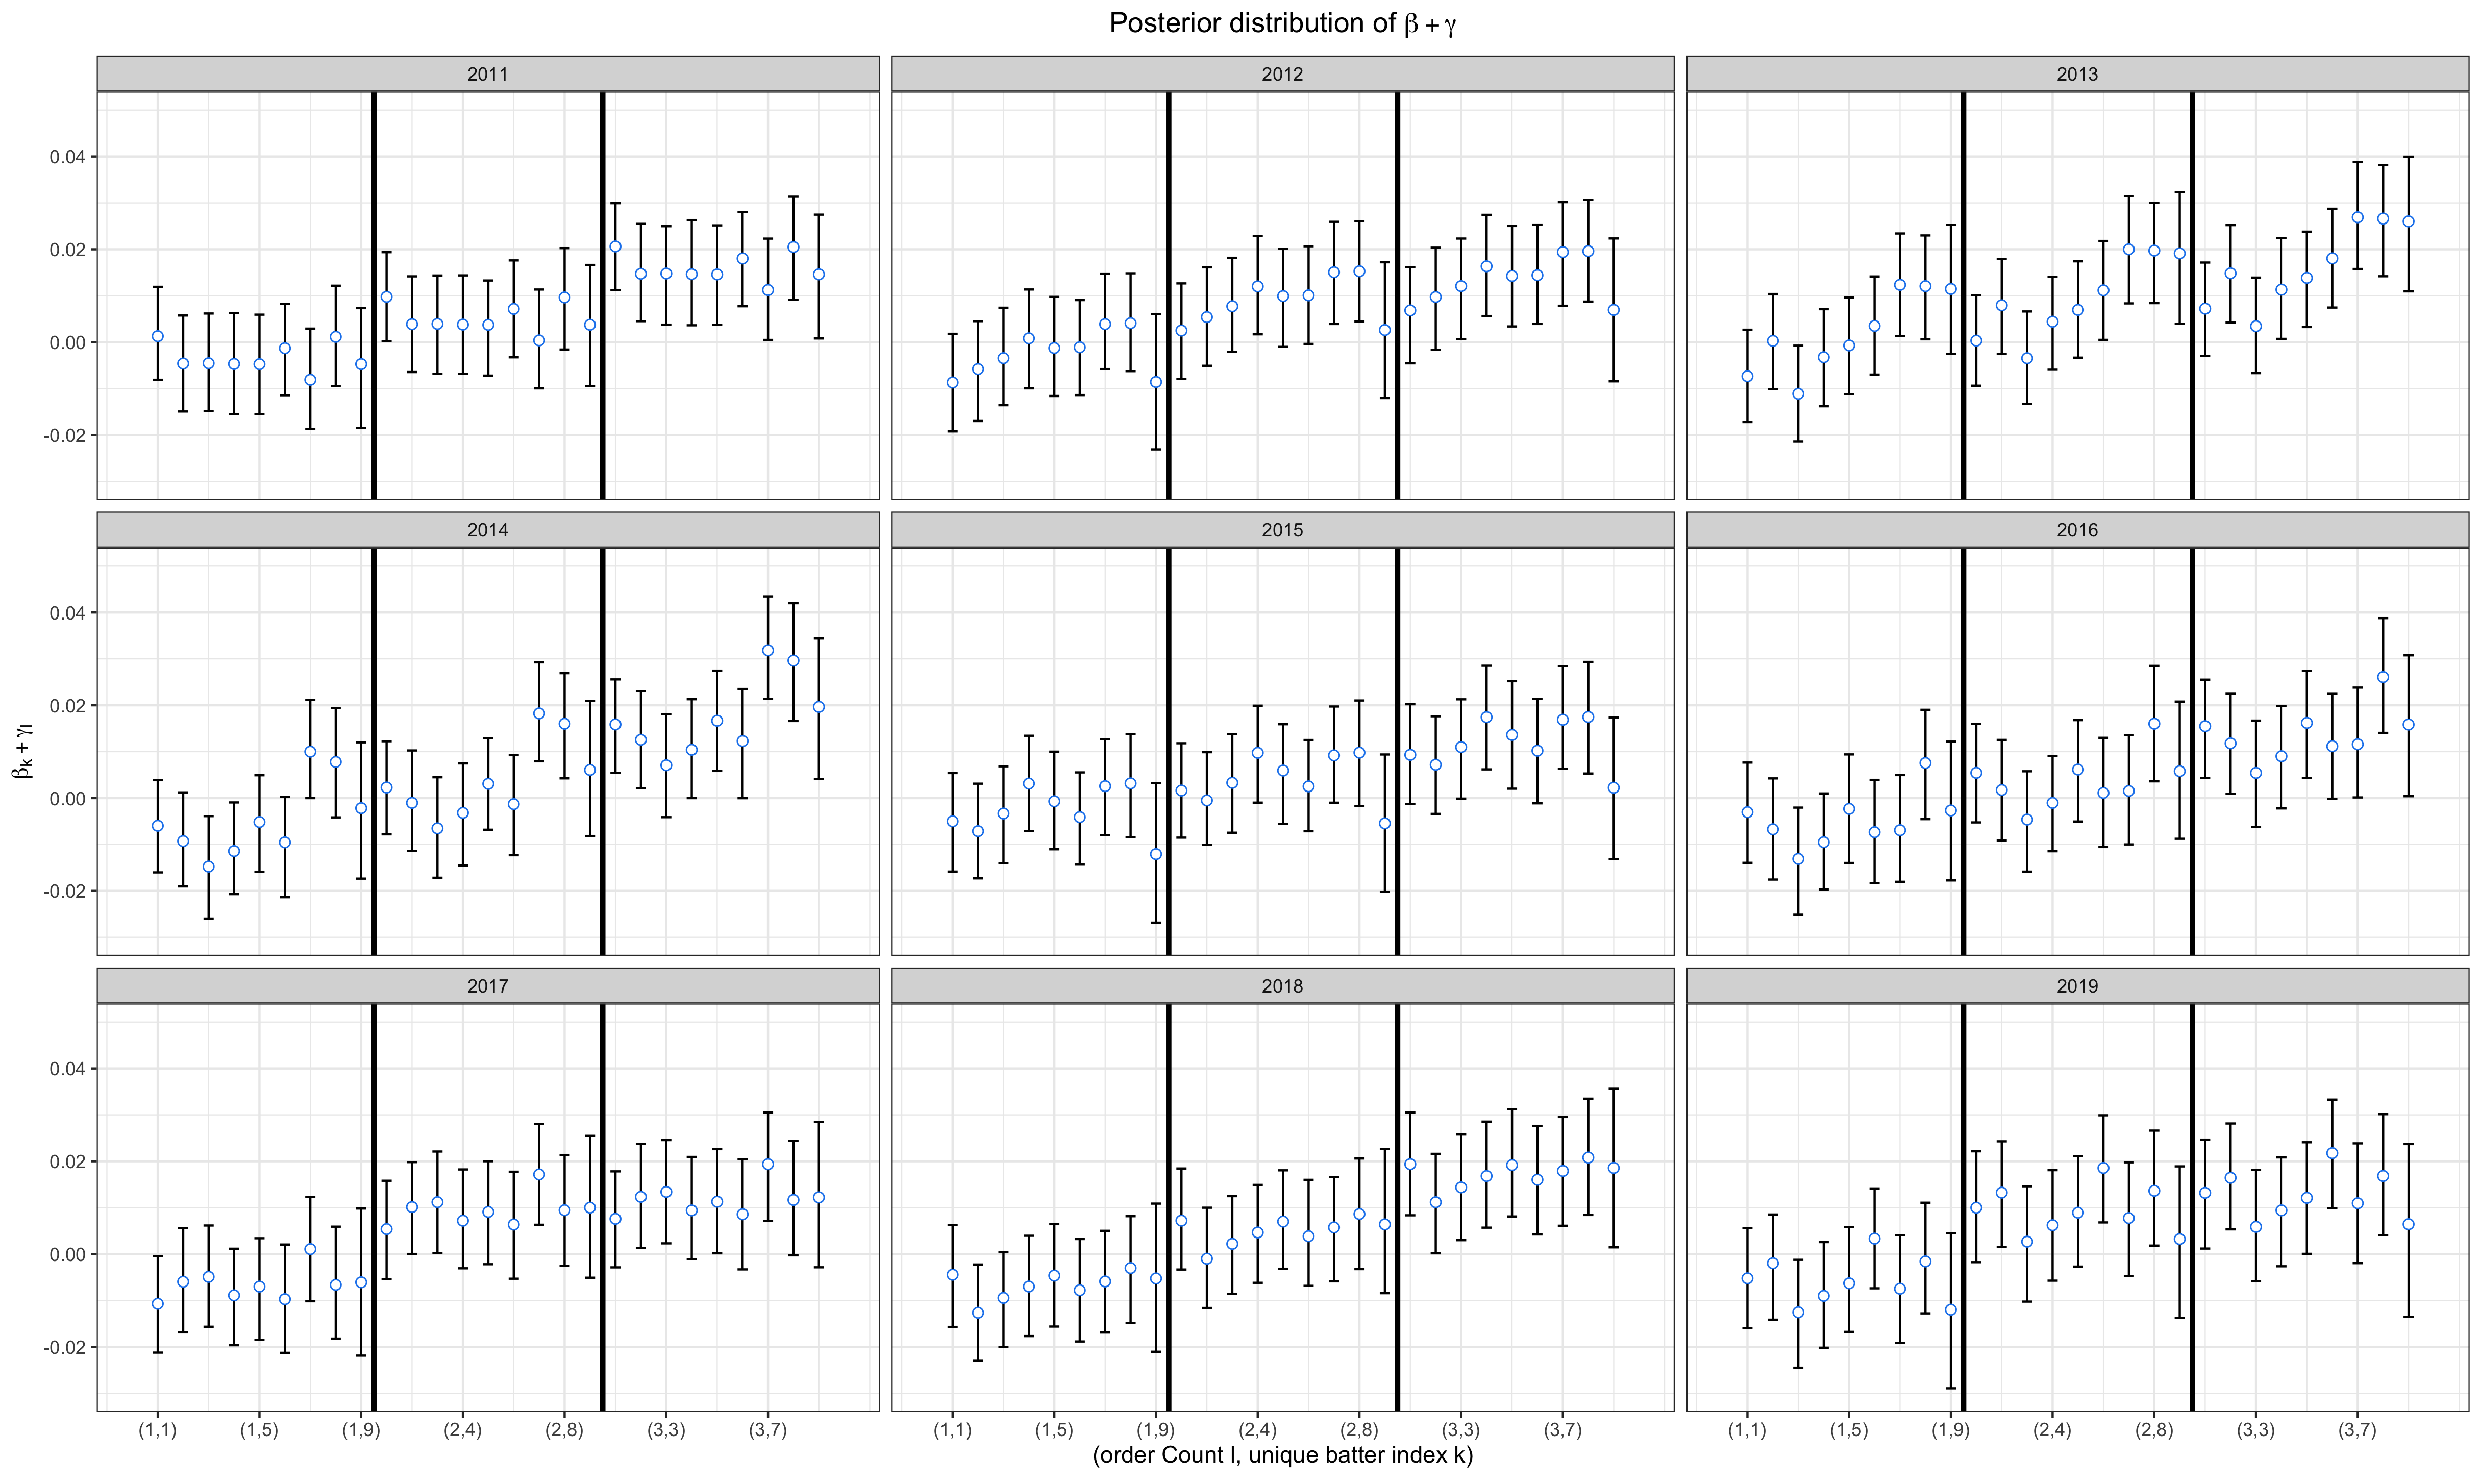 Posterior distribution of β + γ
2011 2012 2013
0.04
0.02
0.00
-0.02
2014 2015 2016
0.04
0.02
0.00
-0.02
βk + γl
2017 2018 2019
0.04
0.02
0.00
-0.02
(1,1) (1,5) (1,9) (2,4) (2,8) (3,3) (3,7) (1,1) (1,5) (1,9) (2,4) (2,8) (3,3) (3,7) (1,1) (1,5) (1,9) (2,4) (2,8) (3,3) (3,7)
(order Count l, unique batter index k)